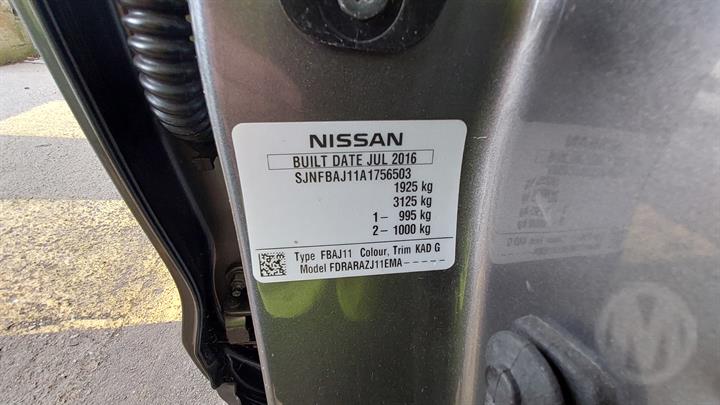 NISSAN
BUILT DATE JUL 2016
SJNFBAJ11A1756503
1925 kg
3125 kg
1- 995 kg
2- 1000 kg
Type FBAJ11 Colour, Trim KAD G
Model FDRARAZJ11EMA-----
M